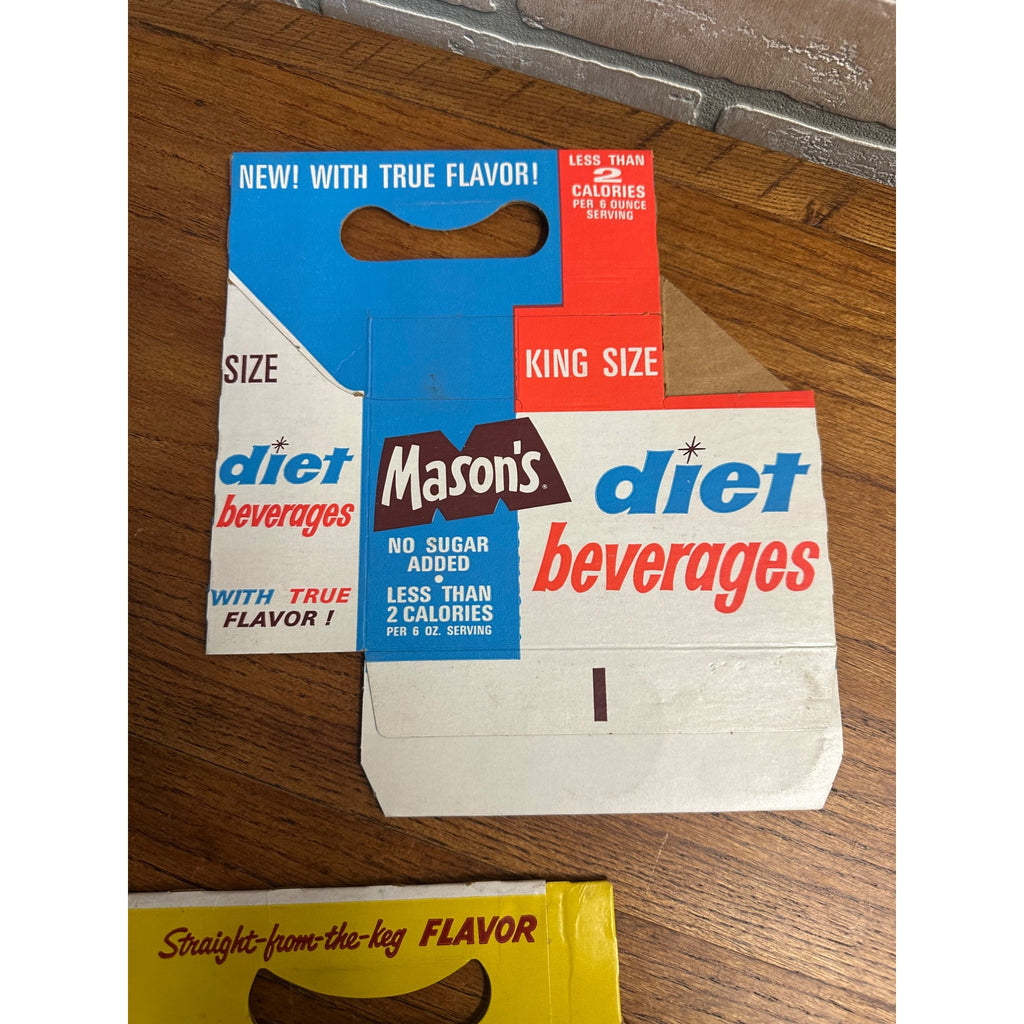 NEW! WITH TRUE FLAVOR!
LESS THAN
2
CALORIES
PER 6 OUNCE
SERVING
KING SIZE
SIZE
diet
beverages
WITH TRUE
FLAVOR !
Mason's
NO SUGAR
ADDED
•
LESS THAN
2 CALORIES
PER 6 OZ. SERVING
diet
beverages
Straight-from-the-keg FLAVOR